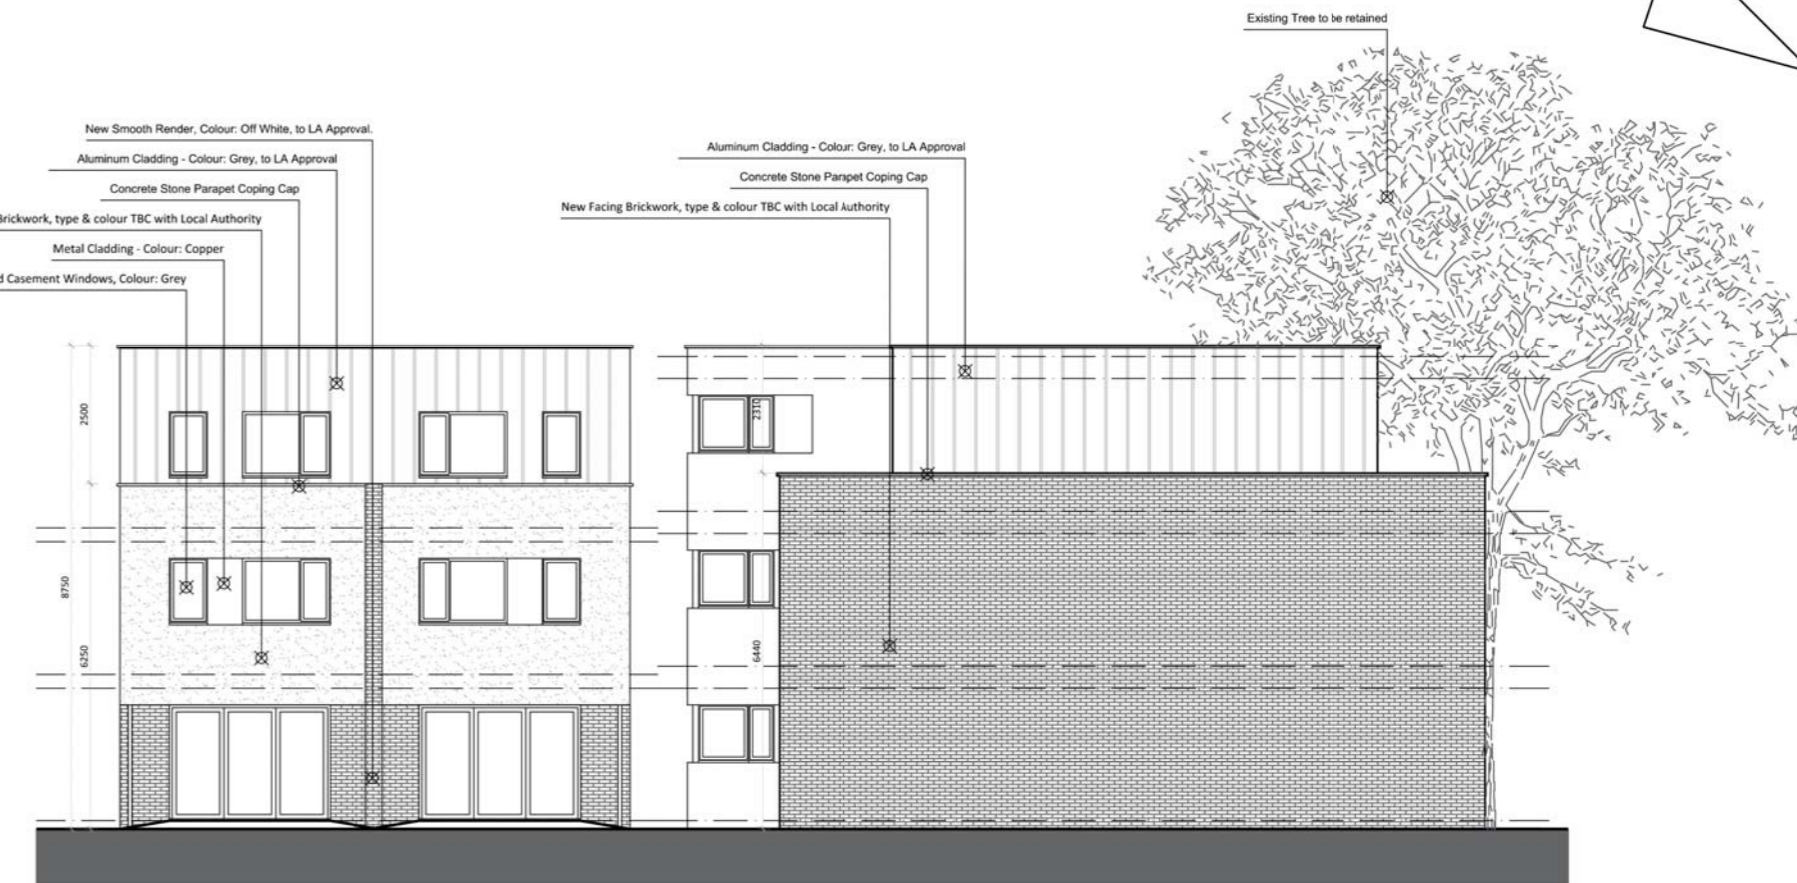 Existing Tree to be retained
New Smooth Render, Colour: Off White, to LA Approval.
Aluminum Cladding - Colour: Grey, to LA Approval
Concrete Stone Parapet Coping Cap
Brickwork, type & colour TBC with Local Authority
Metal Cladding - Colour: Copper
Casement Windows, Colour: Grey
Aluminum Cladding - Colour: Grey, to LA Approval
Concrete Stone Parapet Coping Cap
New Facing Brickwork, type & colour TBC with Local Authority
2500
8750
6250
2310
6440